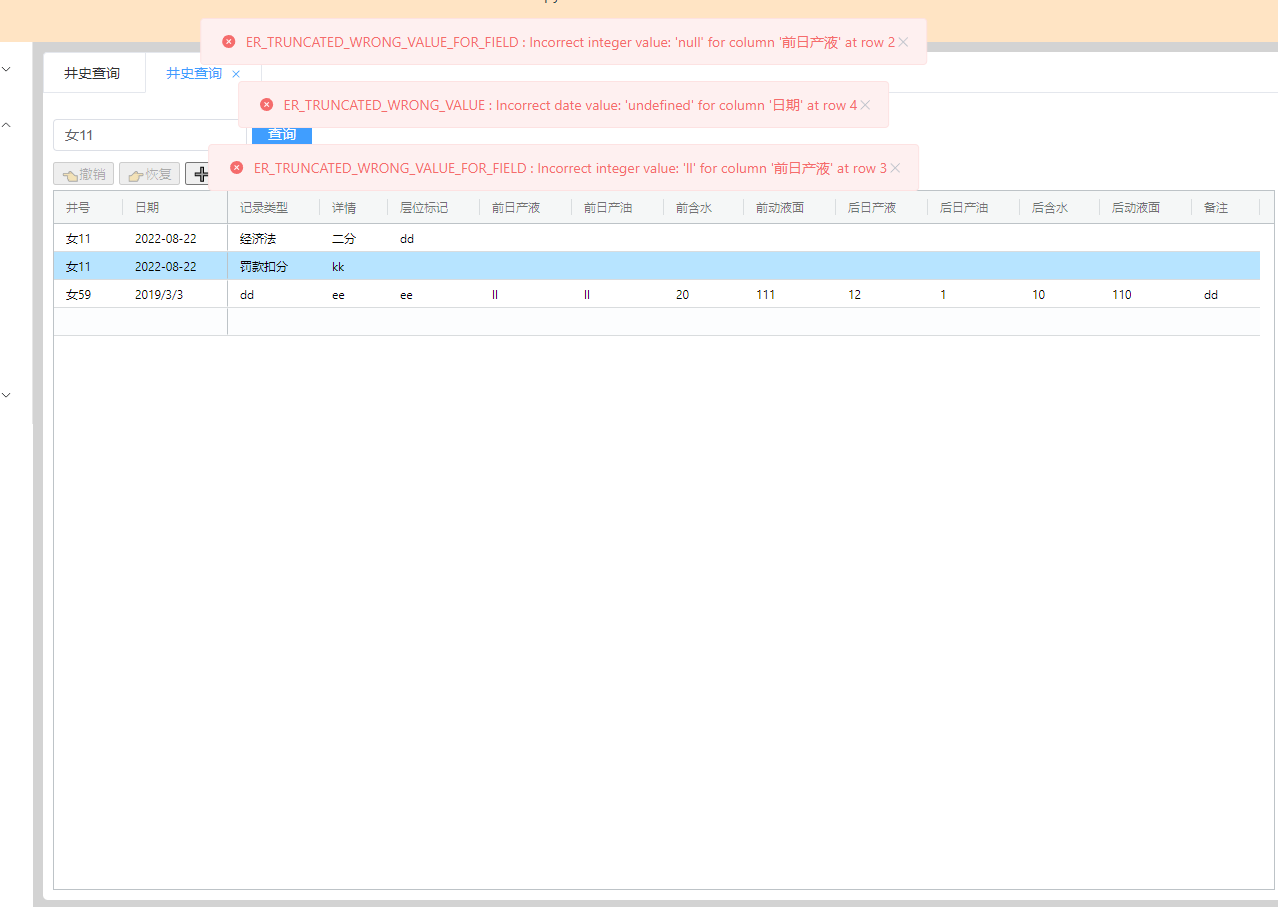 ER_TRUNCATED_WRONG_VALUE_FOR_FIELD : Incorrect integer value: 'null' for column '前日产液' at row 2
井史查询 井史查询
ER_TRUNCATED_WRONG_VALUE : Incorrect date value: 'undefined' for column '日期' at row 4
女11 查询
ER_TRUNCATED_WRONG_VALUE_FOR_FIELD : Incorrect integer value: 'll' for column '前日产液' at row 3
撤销 恢复
井号 日期 记录类型 详情 层位标记 前日产液 前日产油 前含水 前动液面 后日产液 后日产油 后含水 后动液面 备注
女11 2022-08-22 经济法 二分 dd
女11 2022-08-22 罚款扣分 kk
女59 2019/3/3 dd ee ee ll ll 20 111 12 1 10 110 dd